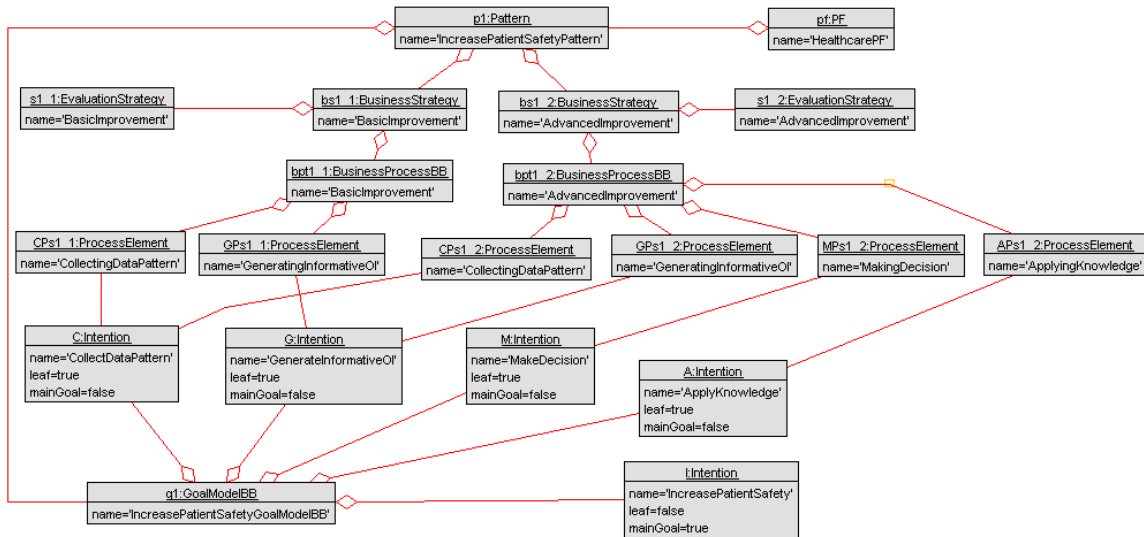 p1:Pattern
name='IncreasePatientSafetyPattern'
pf:PF
name='HealthcarePF'
s1_1:EvaluationStrategy
name='BasicImprovement'
bs1_1:BusinessStrategy
name='BasicImprovement'
bs1_2:BusinessStrategy
name='AdvancedImprovement'
s1_2:EvaluationStrategy
name='AdvancedImprovement'
bpt1_1:BusinessProcessBB
name='BasicImprovement'
bpt1_2:BusinessProcessBB
name='AdvancedImprovement'
CPs1_1:ProcessElement
name='CollectingDataPattern'
GPs1_1:ProcessElement
name='GeneratingInformativeOI'
CPs1_2:ProcessElement
name='CollectingDataPattern'
GPs1_2:ProcessElement
name='GeneratingInformativeOI'
MPs1_2:ProcessElement
name='MakingDecision'
APs1_2:ProcessElement
name='ApplyingKnowledge'
C:Intention
name='CollectDataPattern'
leaf=true
mainGoal=false
G:Intention
name='GenerateInformativeOI'
leaf=true
mainGoal=false
M:Intention
name='MakeDecision'
leaf=true
mainGoal=false
A:Intention
name='ApplyKnowledge'
leaf=true
mainGoal=false
g1:GoalModelBB
name='IncreasePatientSafetyGoalModelBB'
I:Intention
name='IncreasePatientSafety'
leaf=false
mainGoal=true